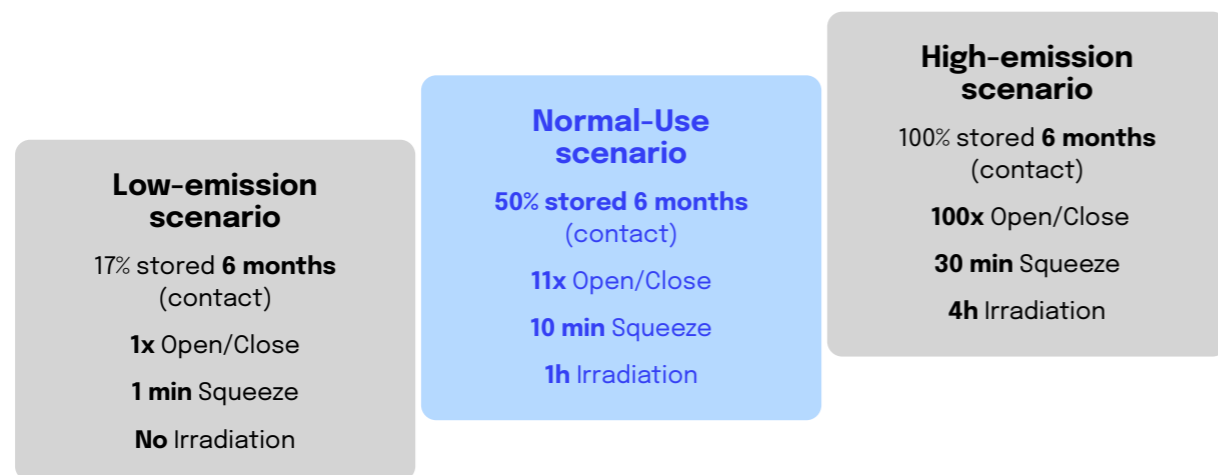 Low-emission
scenario
17% stored 6 months
(contact)
1x Open/Close
1 min Squeeze
No Irradiation
Normal-Use
scenario
50% stored 6 months
(contact)
11x Open/Close
10 min Squeeze
1h Irradiation
High-emission
scenario
100% stored 6 months
(contact)
100x Open/Close
30 min Squeeze
4h Irradiation